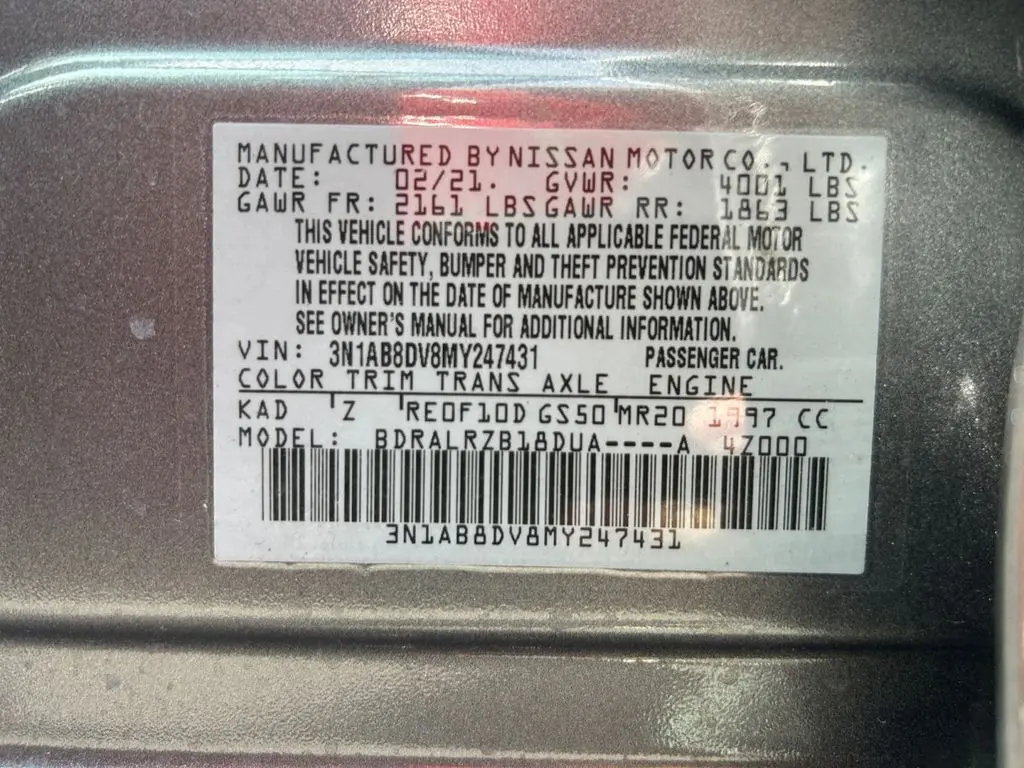 MANUFACTURED BY NISSAN MOTOR CO., LTD.
DATE: 02/21. GVWR: 4001 LBS
GAWR FR: 2161 LBS GAWR RR: 1863 LBS
THIS VEHICLE CONFORMS TO ALL APPLICABLE FEDERAL MOTOR
VEHICLE SAFETY, BUMPER AND THEFT PREVENTION STANDARDS
IN EFFECT ON THE DATE OF MANUFACTURE SHOWN ABOVE.
SEE OWNER'S MANUAL FOR ADDITIONAL INFORMATION.
VIN: 3N1AB8DV8MY247431 PASSENGER CAR.
COLOR TRIM TRANS AXLE ENGINE
KAD Z RE0F10D GS50 MR20 1997 CC
MODEL: BDRALRZB18DUA----A 4Z000
3N1AB8DV8MY247431